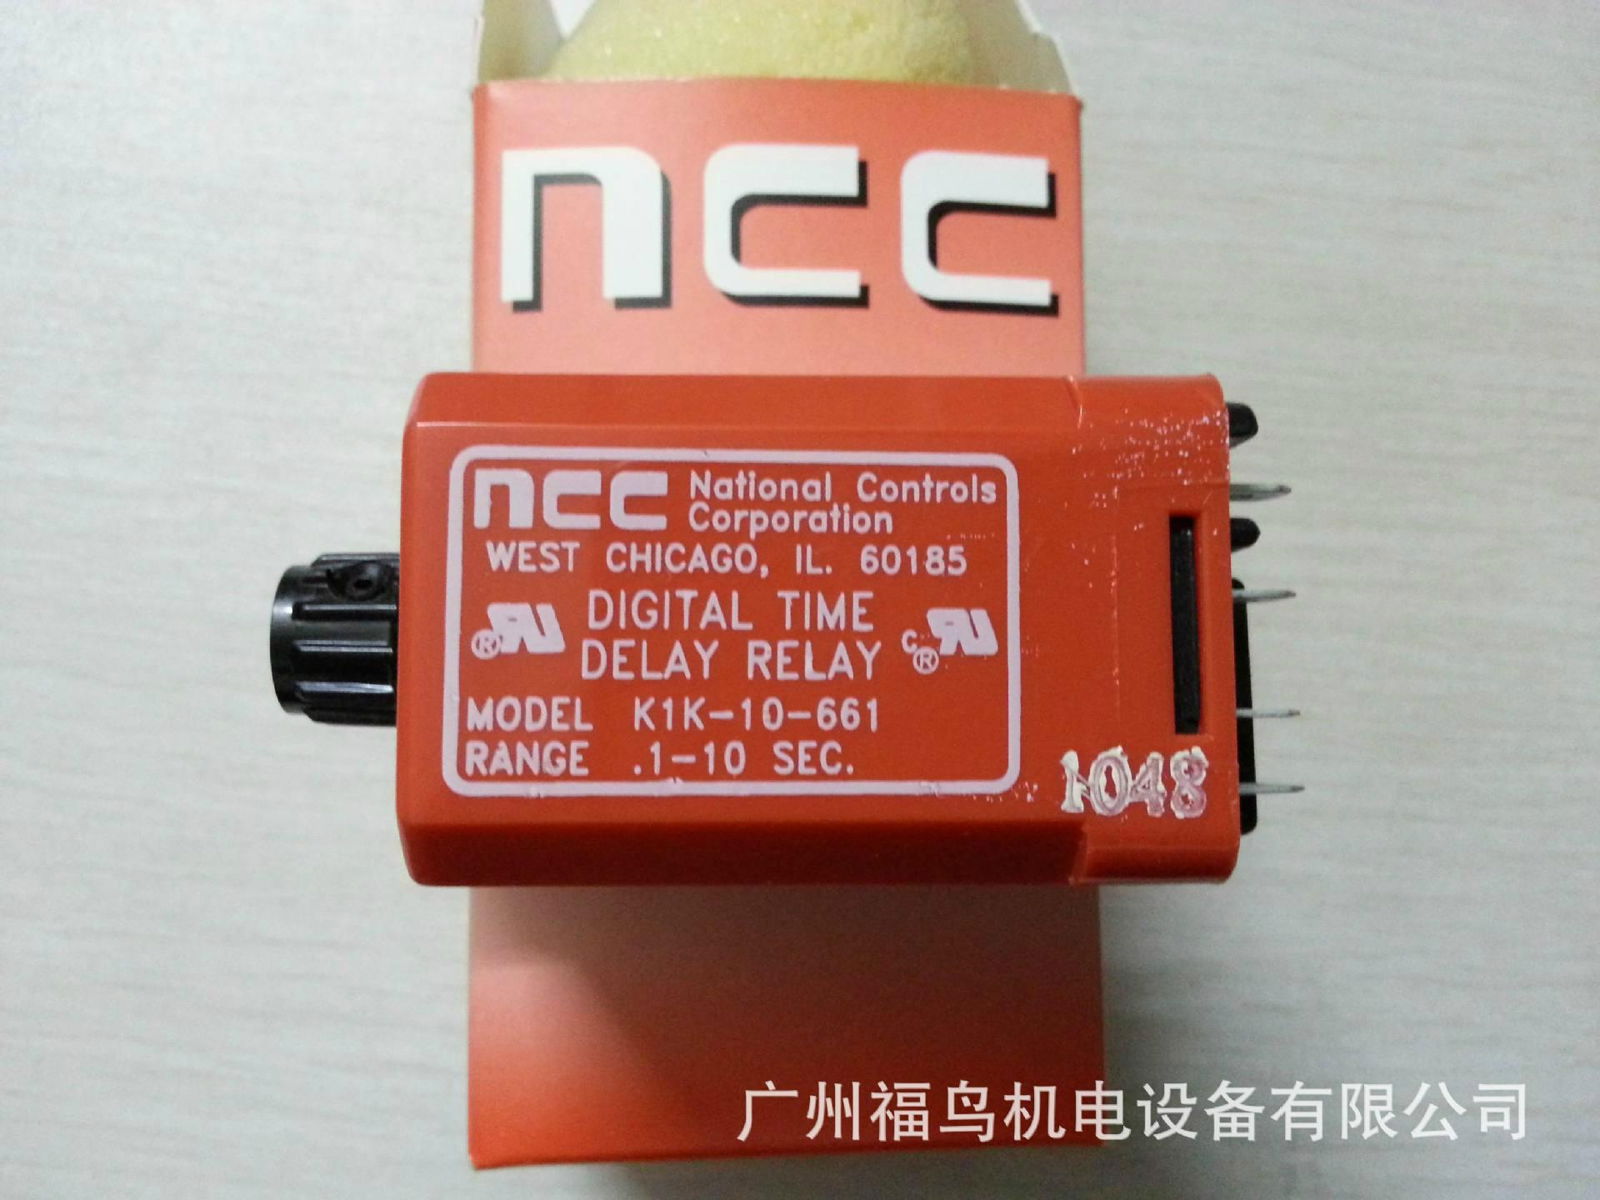 ncc
ncc National Controls
Corporation
WEST CHICAGO, IL. 60185
DIGITAL TIME
DELAY RELAY
MODEL K1K-10-661
RANGE .1-10 SEC.
1048
广州福鸟机电设备有限公司